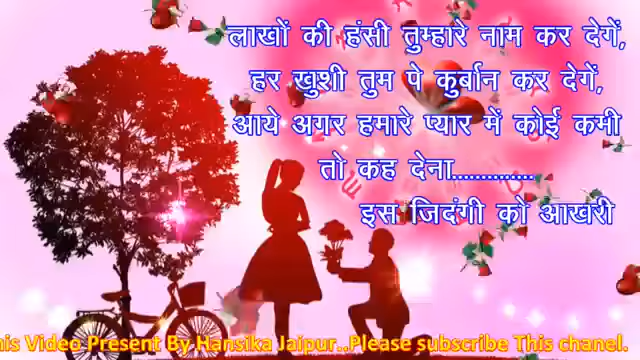 लाखों की हंसी तुम्हारे नाम कर देगें,
हर खुशी तुम पे कुर्बान कर देगें,
आये अगर हमारे प्यार में कोई कमी
तो कह देना..............
इस जिदंगी को आखरी
his Video Present By Hansika Jaipur..Please subscribe This chanel.